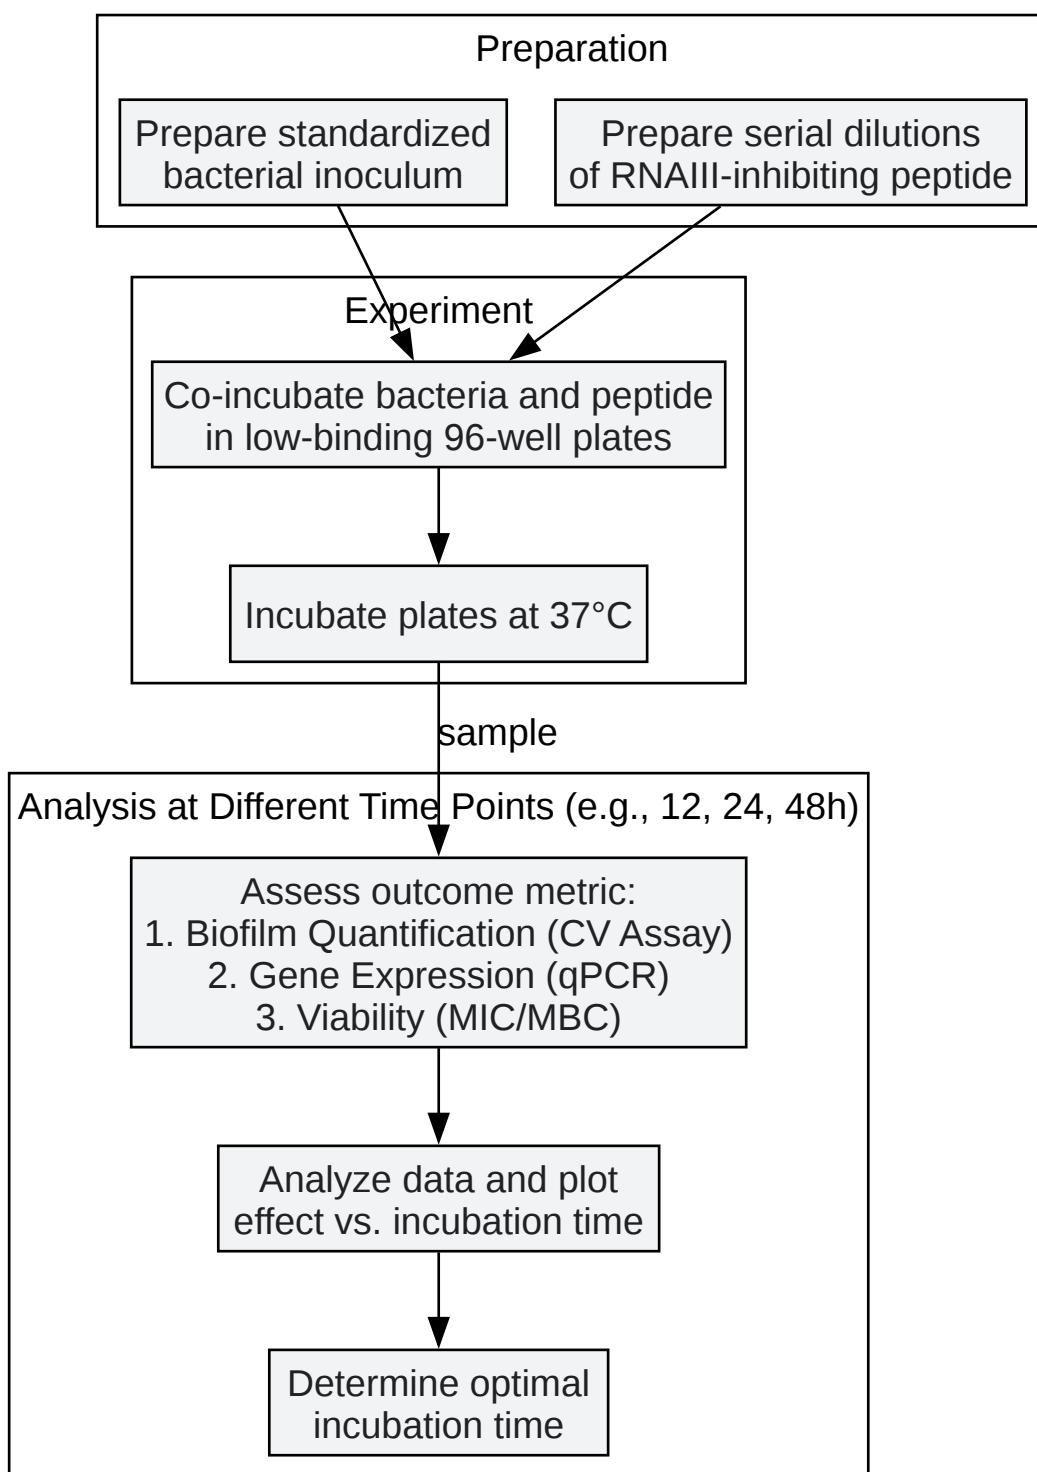 Preparation
Prepare standardized
bacterial inoculum
Prepare serial dilutions
of RNAIII-inhibiting peptide
Experiment
Co-incubate bacteria and peptide
in low-binding 96-well plates
Incubate plates at 37°C
sample
Analysis at Different Time Points (e.g., 12, 24, 48h)
Assess outcome metric:
1. Biofilm Quantification (CV Assay)
2. Gene Expression (qPCR)
3. Viability (MIC/MBC)
Analyze data and plot
effect vs. incubation time
Determine optimal
incubation time